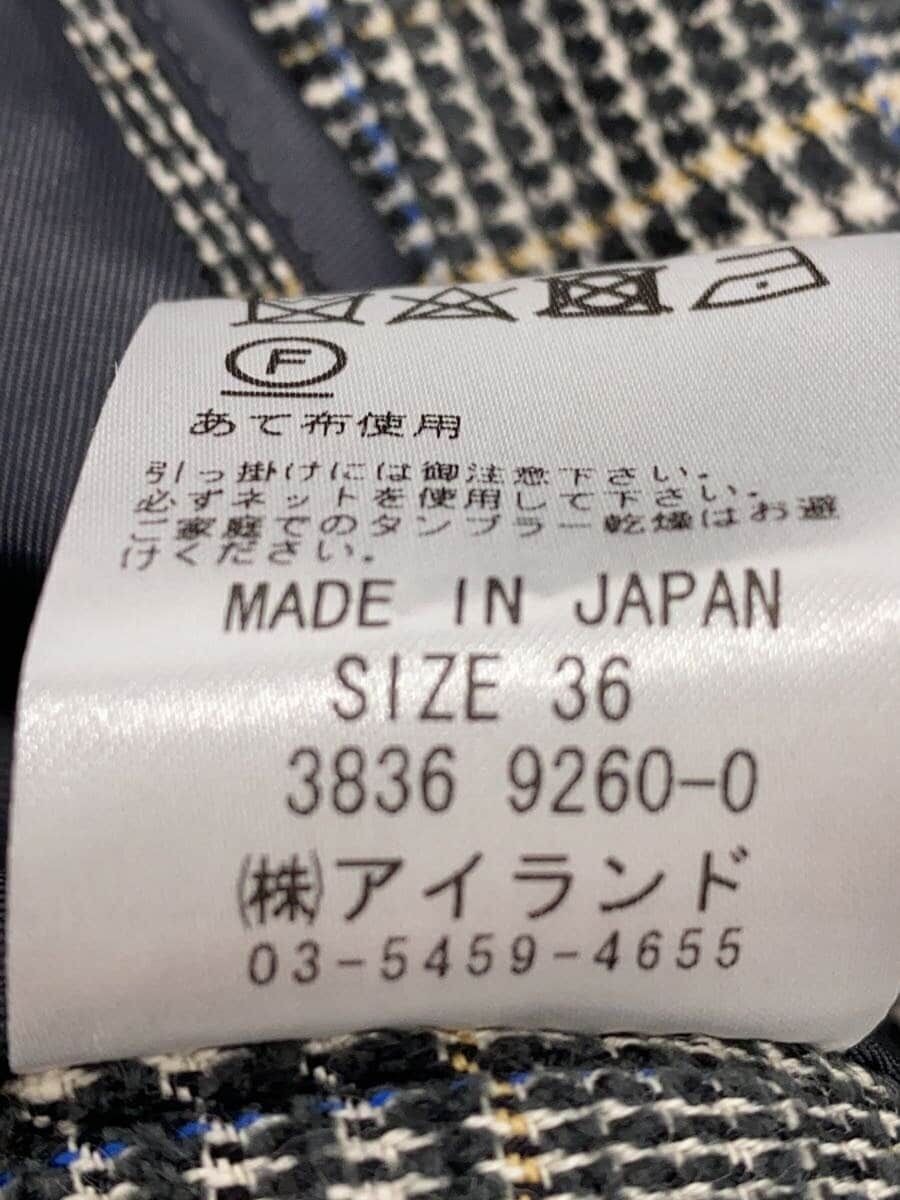 F
あて布使用
引っ掛けには御注意下さい。
必ずネットを使用して下さい。
ご家庭でのタンブラー乾燥はお避
けください。
MADE IN JAPAN
SIZE 36
3836 9260-0
㈱アイランド
03-5459-4655